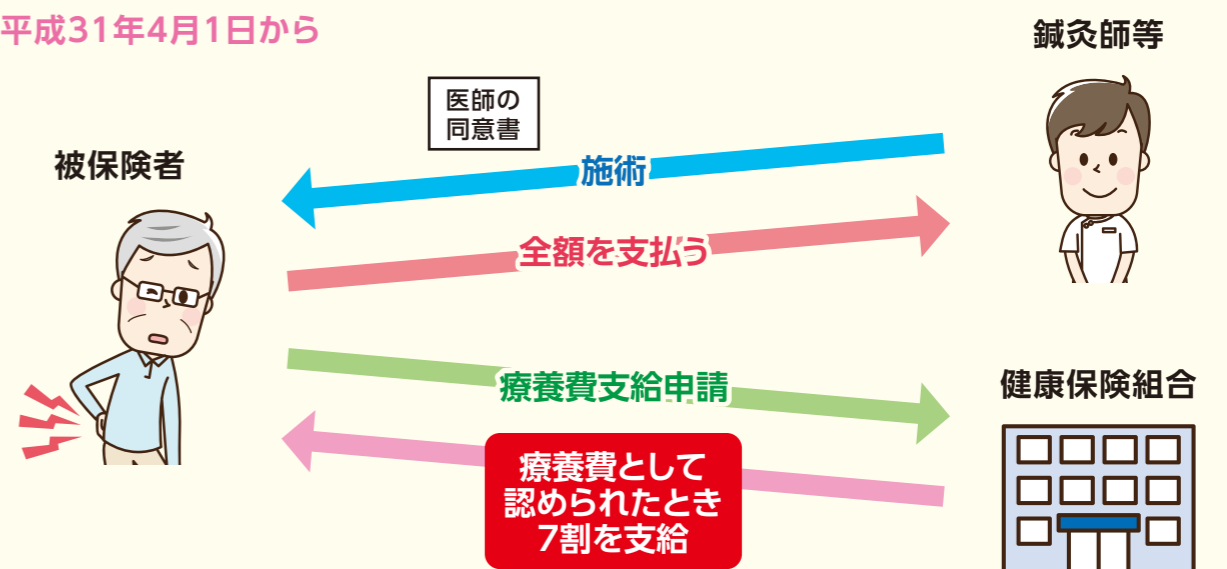 平成31年4月1日から
鍼灸師等
医師の
同意書
被保険者
施術
全額を支払う
療養費支給申請
健康保険組合
療養費として
認められたとき
7割を支給